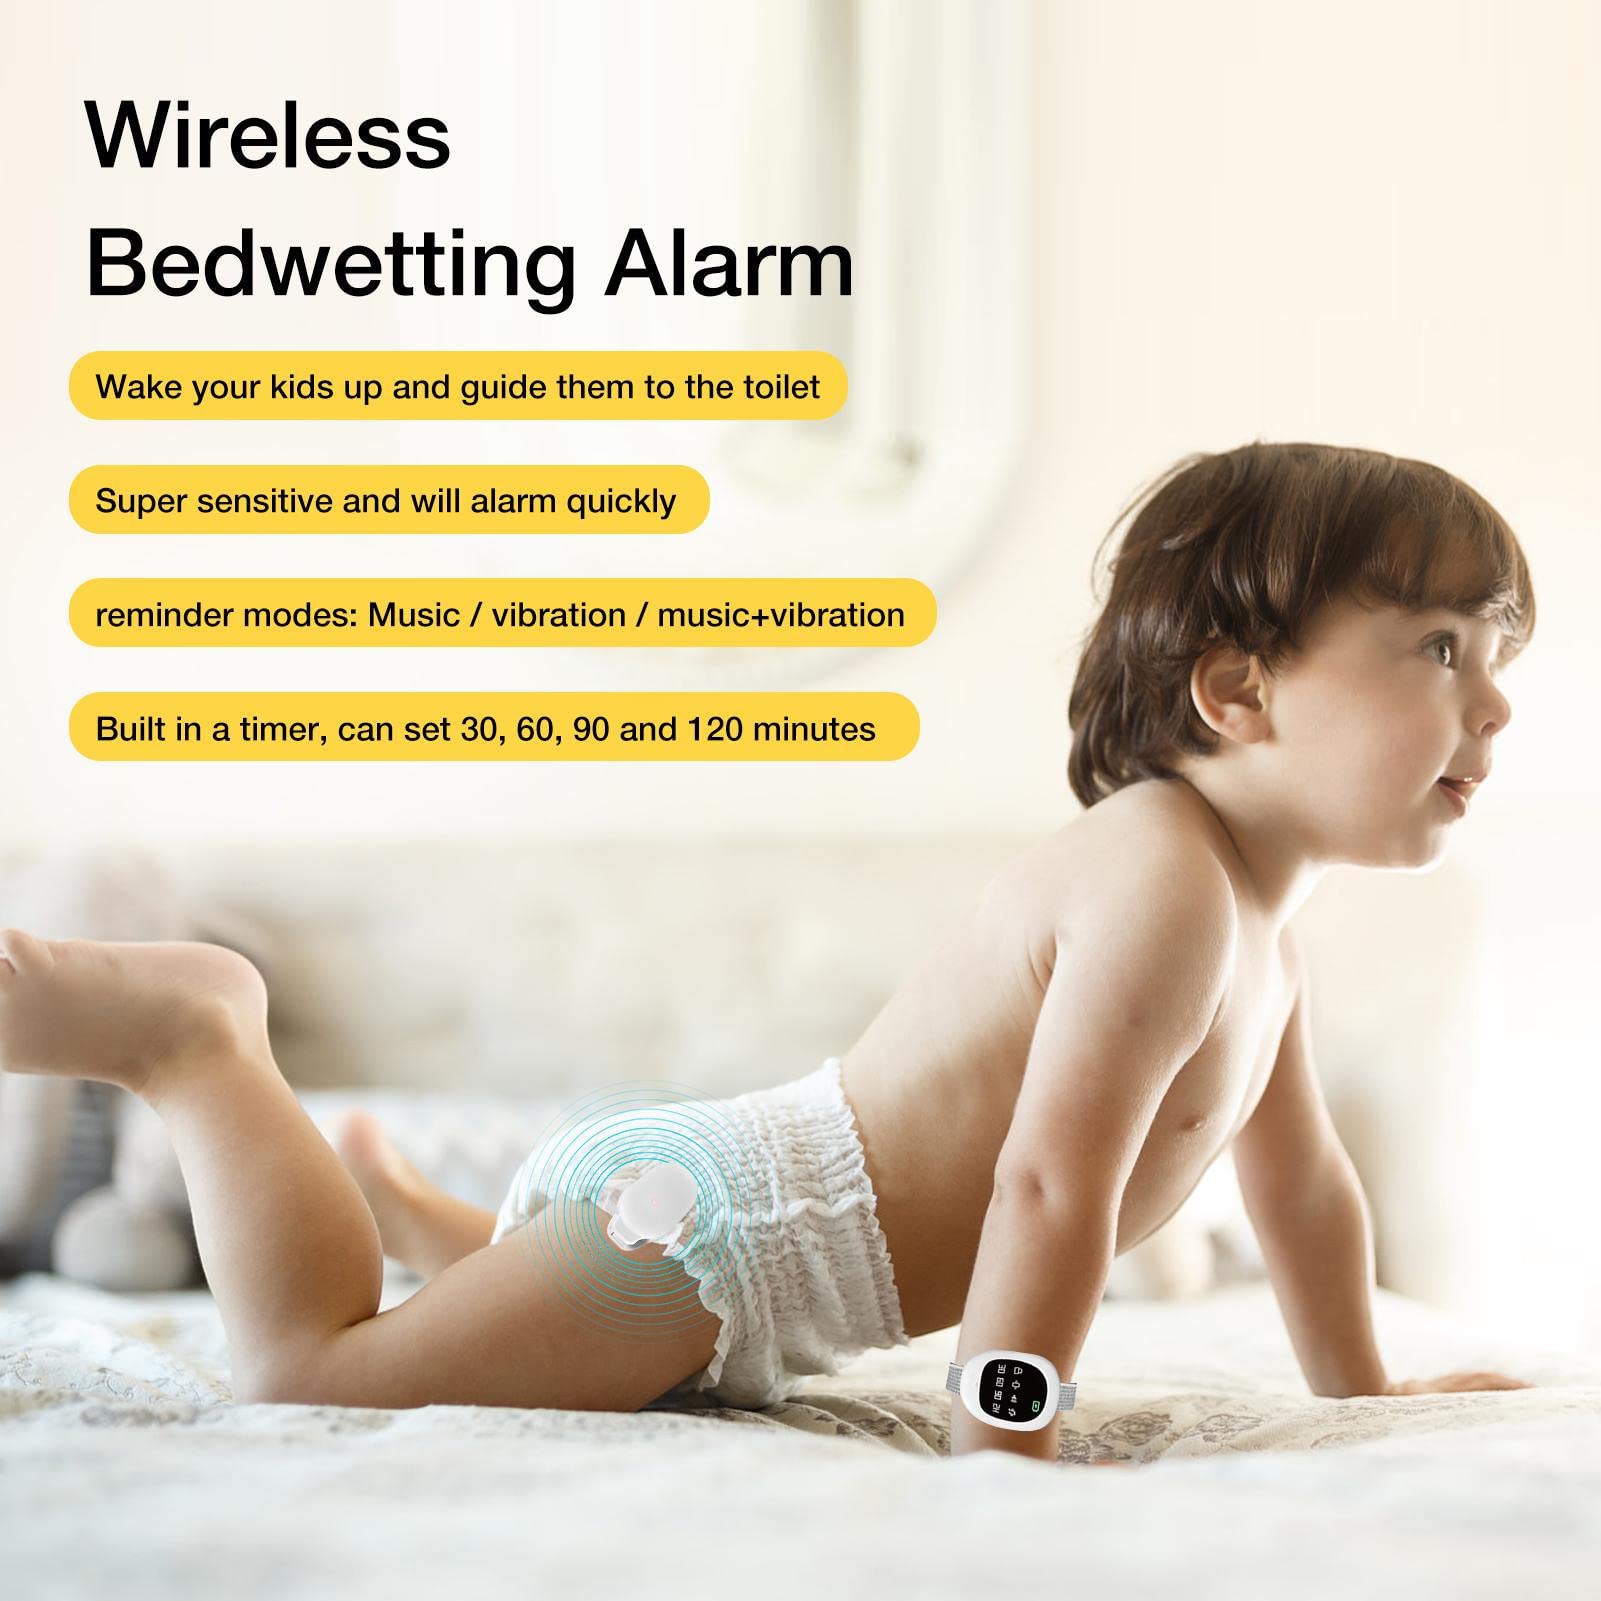 Wireless
Bedwetting Alarm
Wake your kids up and guide them to the toilet
Super sensitive and will alarm quickly
reminder modes: Music / vibration / music+vibration
Built in a timer, can set 30, 60, 90 and 120 minutes